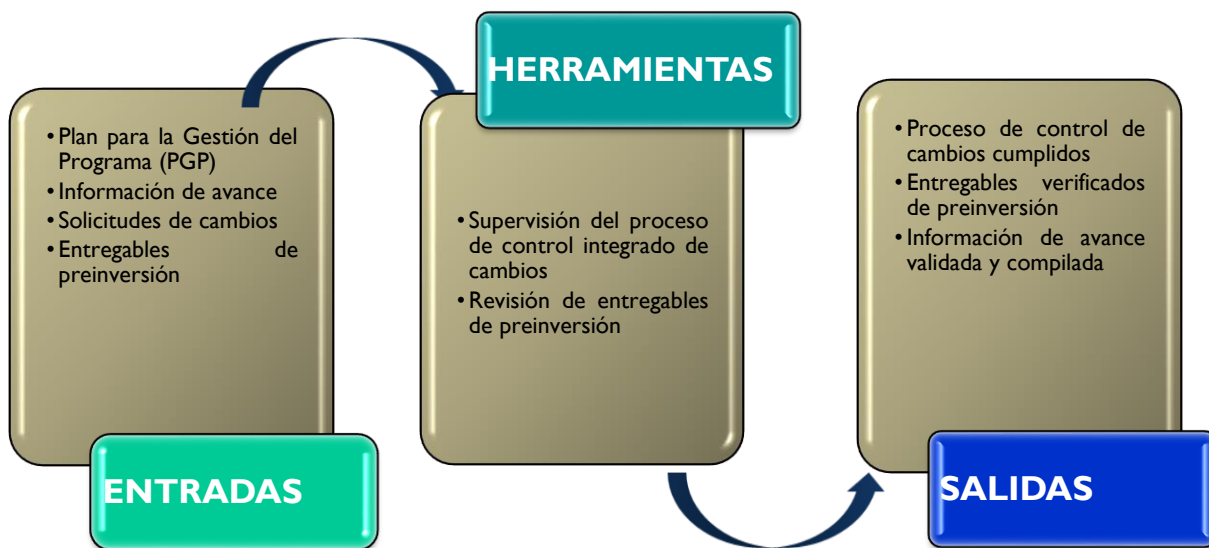 • Plan para la Gestión del
Programa (PGP)
• Información de avance
• Solicitudes de cambios
• Entregables de
preinversión
ENTRADAS
HERRAMIENTAS
• Supervisión del proceso
de control integrado de
cambios
• Revisión de entregables
de preinversión
• Proceso de control de
cambios cumplidos
• Entregables verificados
de preinversión
• Información de avance
validada y compilada
SALIDAS